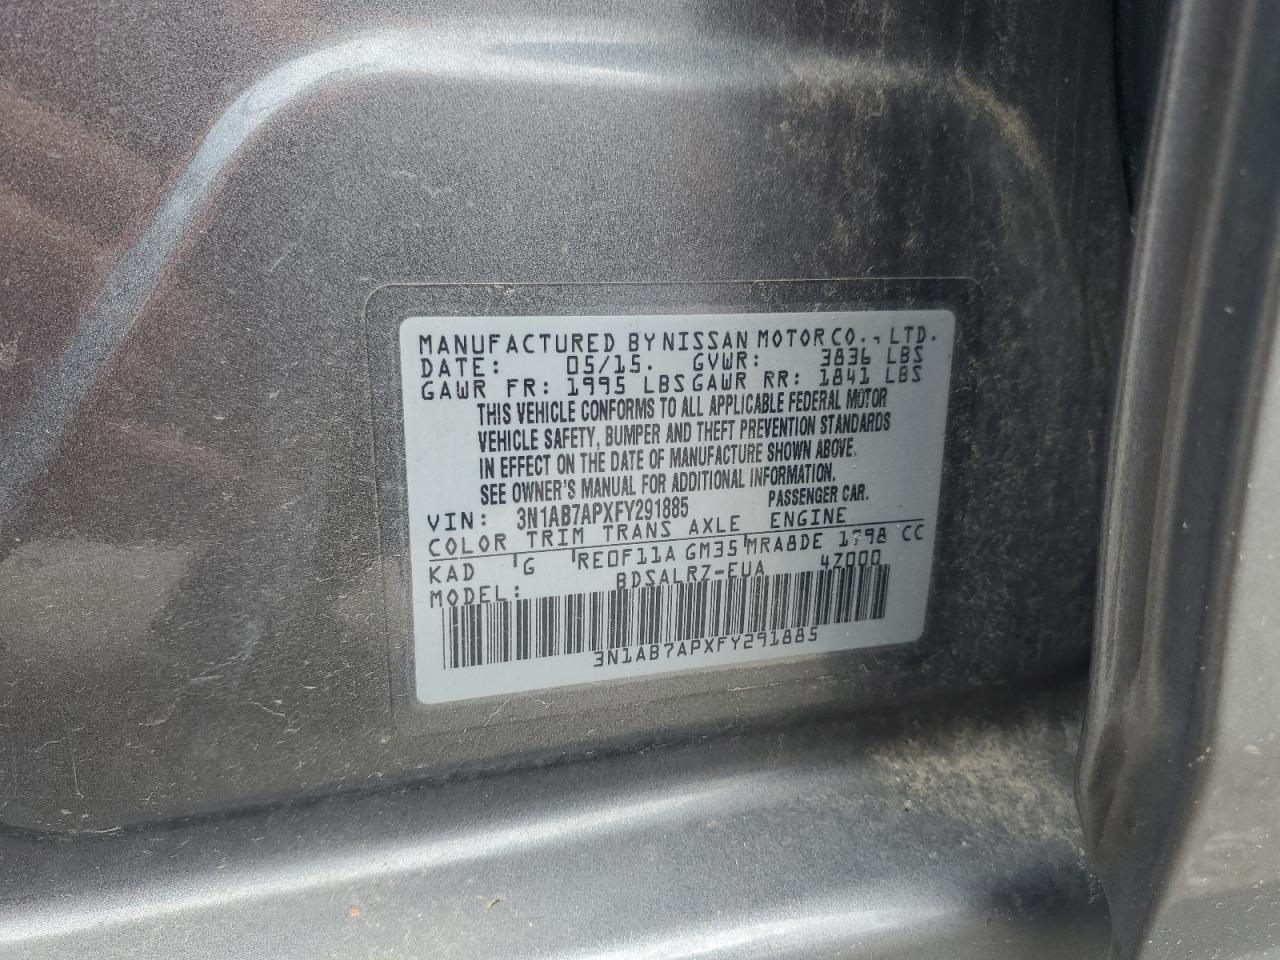 MANUFACTURED BY NISSAN MOTOR CO., LTD.
DATE: 05/15. GVWR: 3836 LBS
GAWR FR: 1995 LBS GAWR RR: 1841 LBS
THIS VEHICLE CONFORMS TO ALL APPLICABLE FEDERAL MOTOR
VEHICLE SAFETY, BUMPER AND THEFT PREVENTION STANDARDS
IN EFFECT ON THE DATE OF MANUFACTURE SHOWN ABOVE.
SEE OWNER'S MANUAL FOR ADDITIONAL INFORMATION.
VIN: 3N1AB7APXFY291885 PASSENGER CAR.
COLOR TRIM TRANS AXLE ENGINE
KAD G RE0F11A GM35 MRA8DE 1798 CC
MODEL: BDSALRZ-EUA 4Z000
3N1AB7APXFY291885